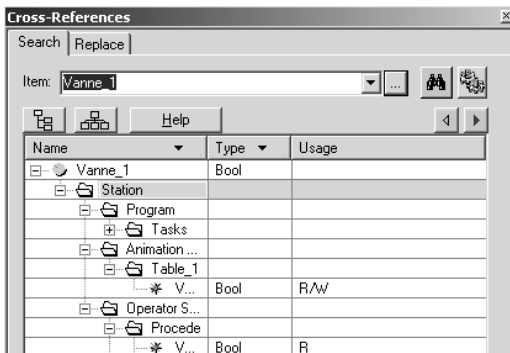 Cross-References
Search Replace
Item: Vanne_1 ...
Help
Name Type Usage
Vanne_1 Bool
Station
Program
Tasks
Animation ...
Table_1
V... Bool R/W
Operator S...
Procede
V... Bool R